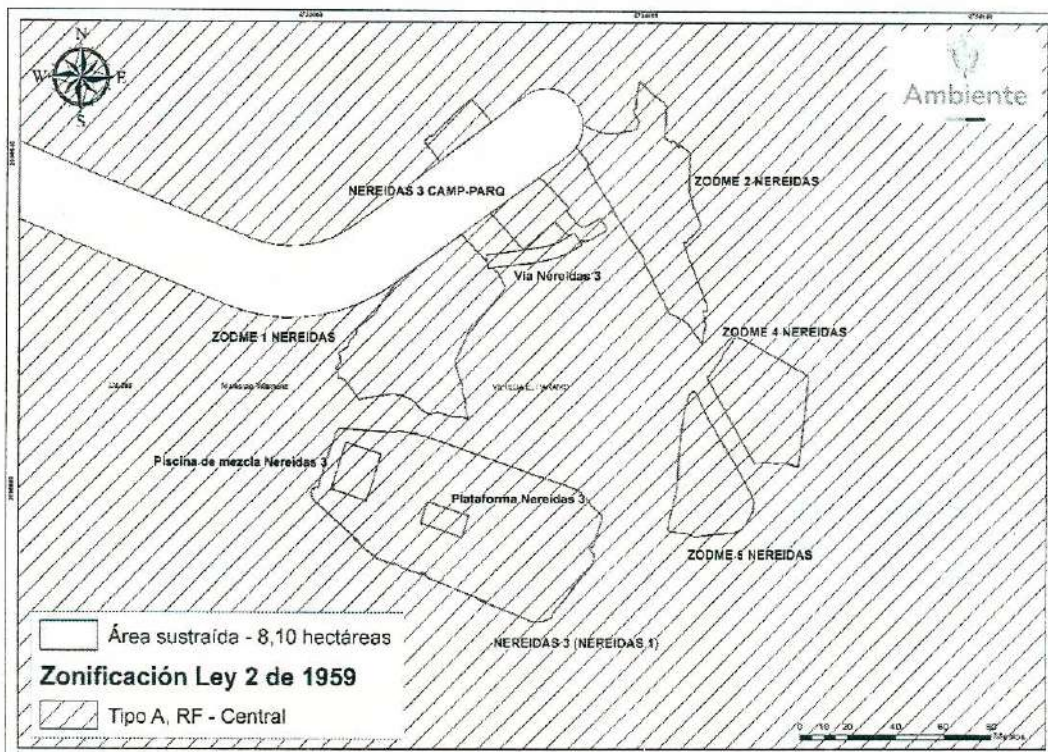 N
W E
S
Ambiente
NEREIDAS 3 CAMP-PARQ
ZODME 2 NEREIDAS
Via Nereidas 3
ZODME 1 NEREIDAS
ZODME 4 NEREIDAS
Piscina de mezcla Nereidas 3
Plataforma Nereidas 3
ZODME 5 NEREIDAS
NEREIDAS 3 (NEREIDAS 1)
Área sustraída - 8,10 hectáreas
Zonificación Ley 2 de 1959
Tipo A, RF - Central
0 10 20 40 60 80